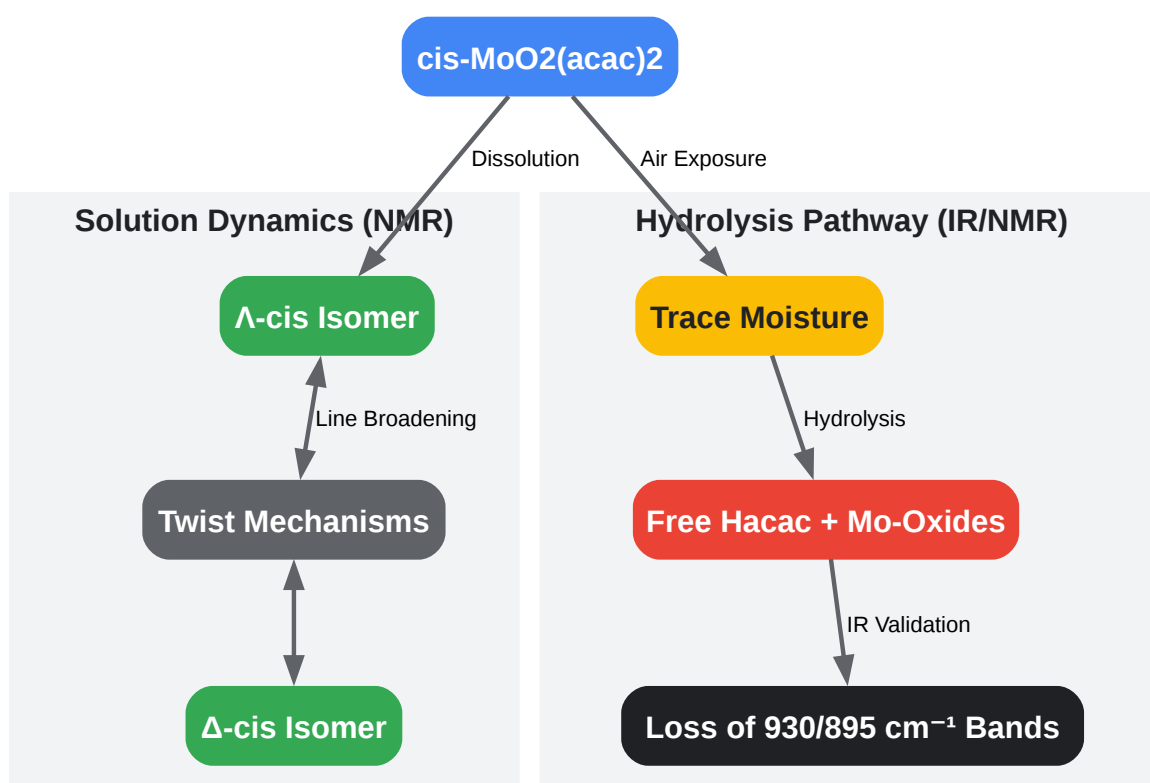 cis-MoO2(acac)2
Dissolution
Air Exposure
Solution Dynamics (NMR)
Hydrolysis Pathway (IR/NMR)
Λ-cis Isomer
Trace Moisture
Line Broadening
Hydrolysis
Twist Mechanisms
Free Hacac + Mo-Oxides
IR Validation
Δ-cis Isomer
Loss of 930/895 cm⁻¹ Bands